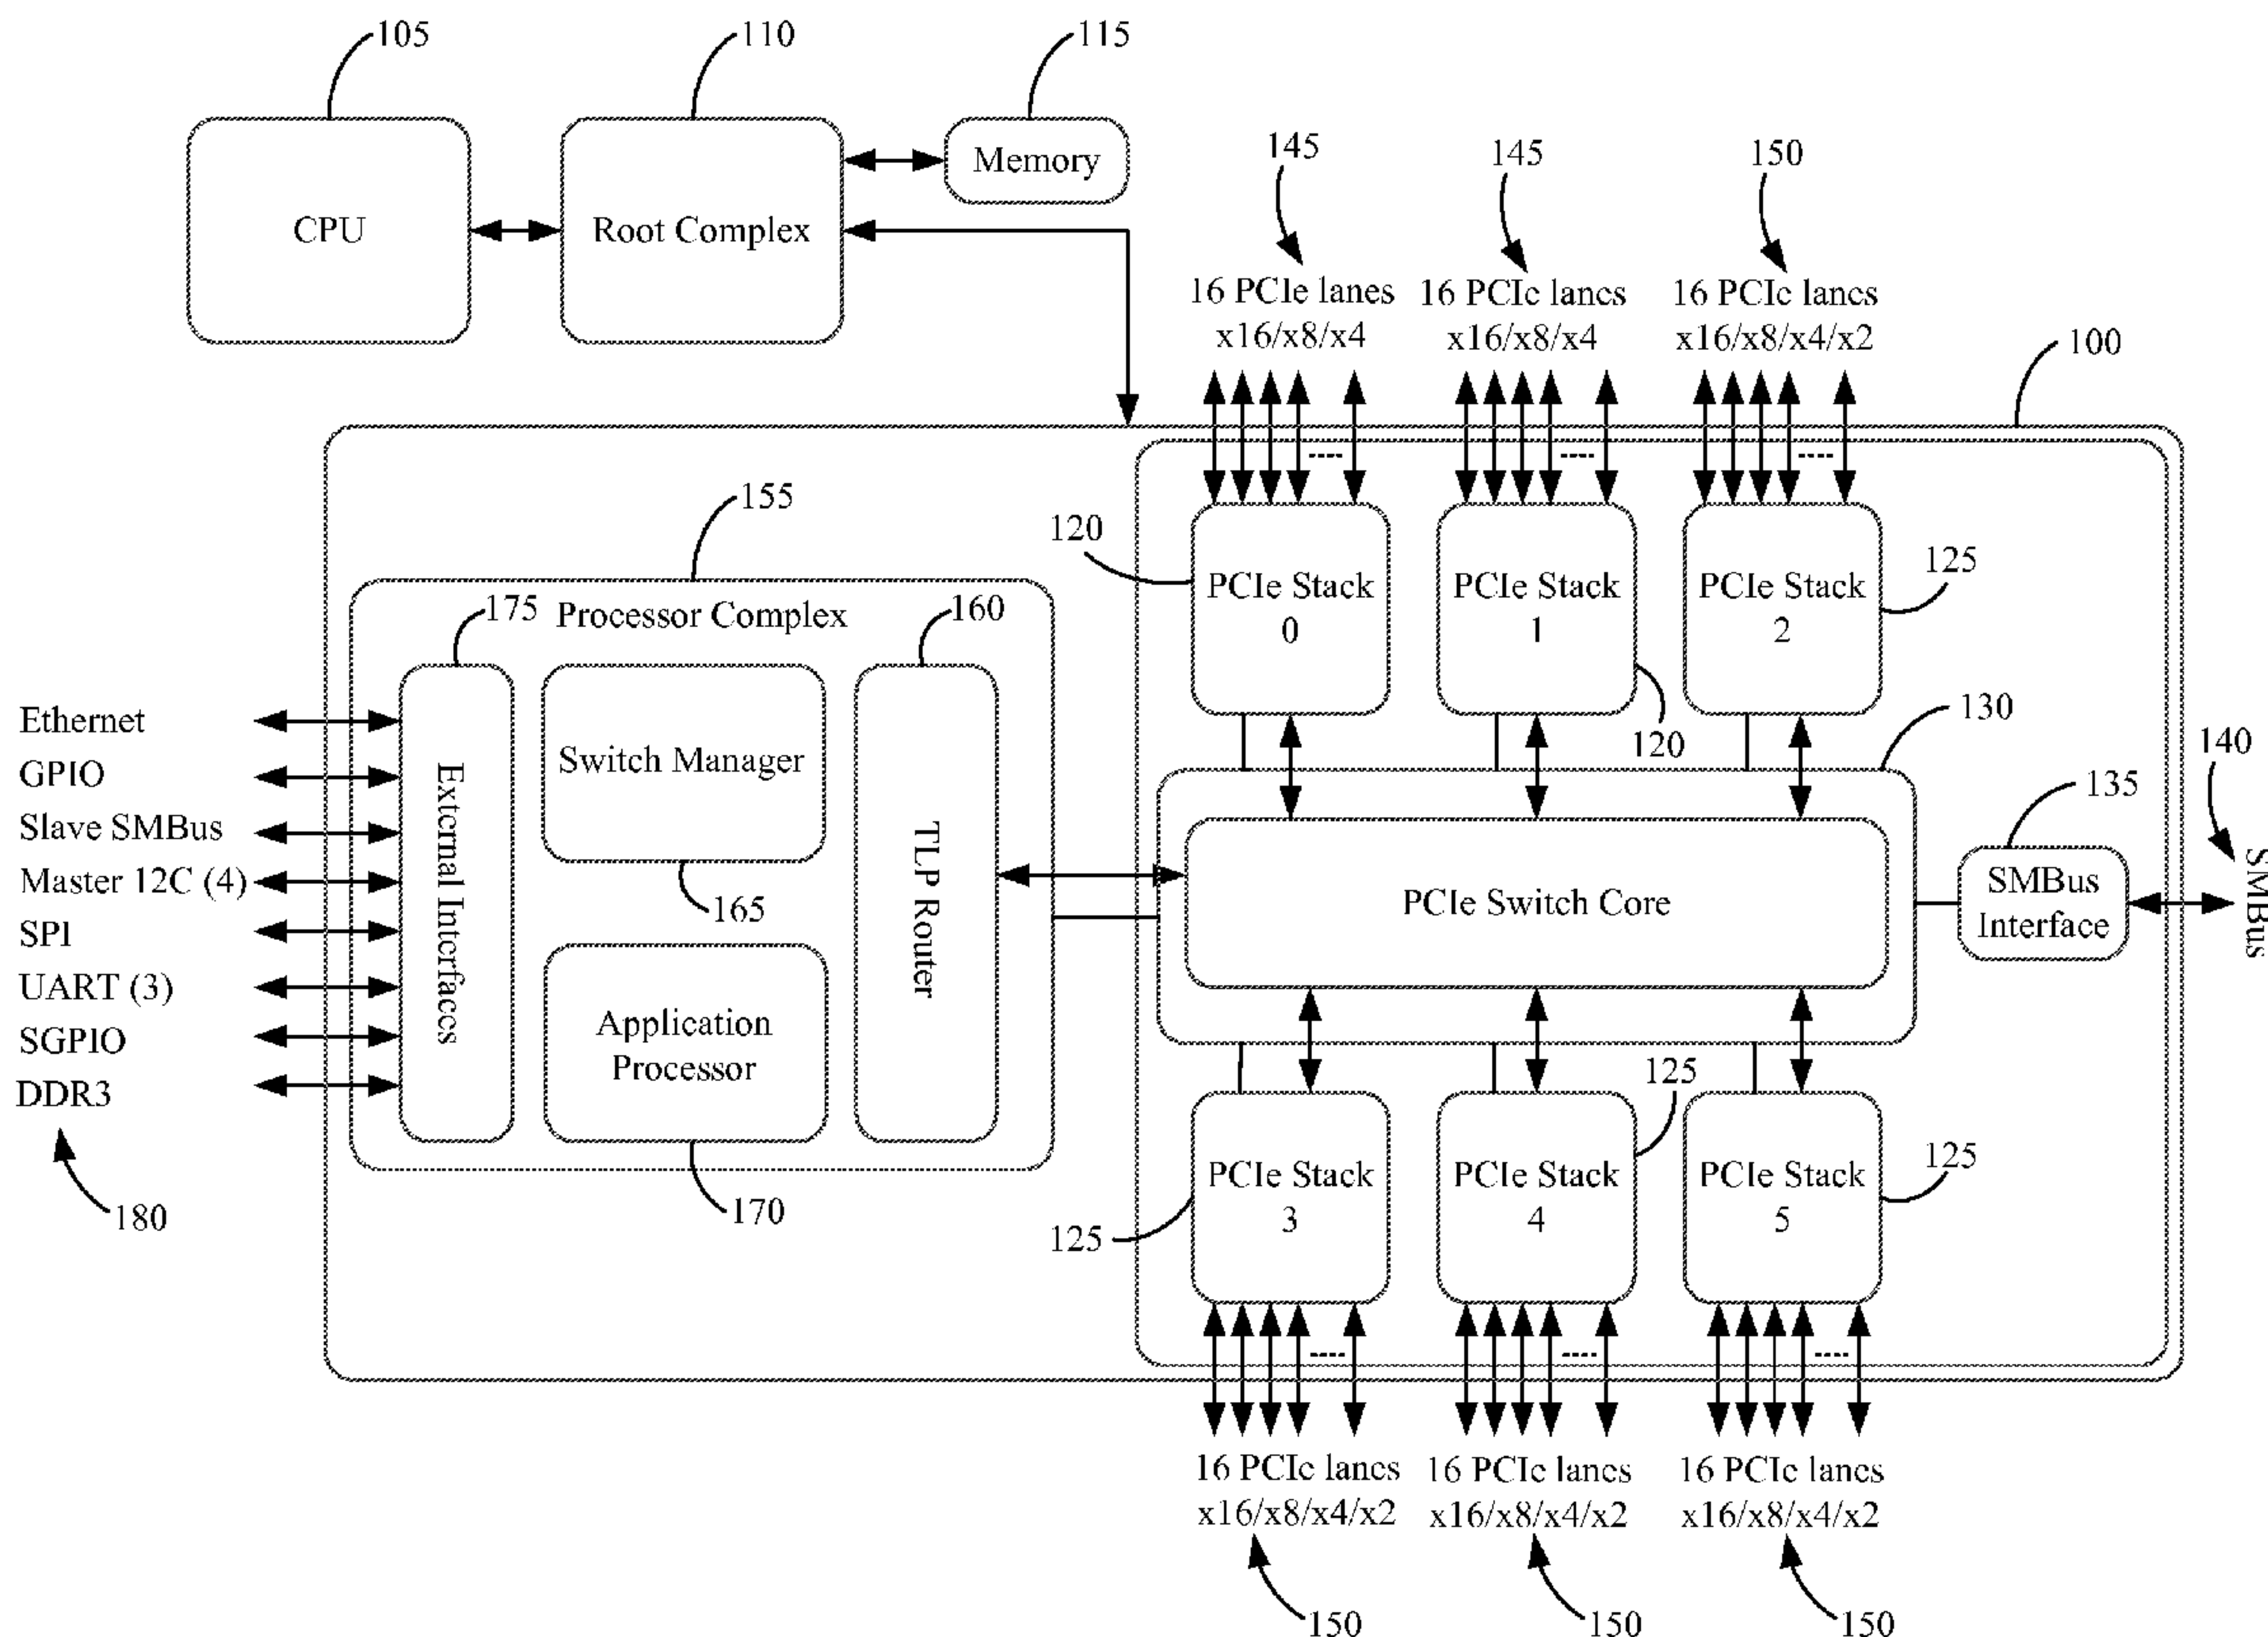 105
110
115
CPU
Root Complex
Memory
145
145
150
16 PCIe lanes
x16/x8/x4
16 PCIe lanes
x16/x8/x4
16 PCIe lanes
x16/x8/x4/x2
100
155
120
PCIe Stack
0
PCIe Stack
1
PCIe Stack
2
125
120
175
Processor Complex
160
130
140
SMBus
135
SMBus
Interface
Ethernet
GPIO
Slave SMBus
Master 12C (4)
SPI
UART (3)
SGPIO
DDR3
180
External Interfaces
Switch Manager
165
Application
Processor
170
TLP Router
PCIe Switch Core
125
PCIe Stack
3
PCIe Stack
4
125
PCIe Stack
5
125
16 PCIe lanes
x16/x8/x4/x2
16 PCIe lanes
x16/x8/x4/x2
16 PCIe lanes
x16/x8/x4/x2
150
150
150